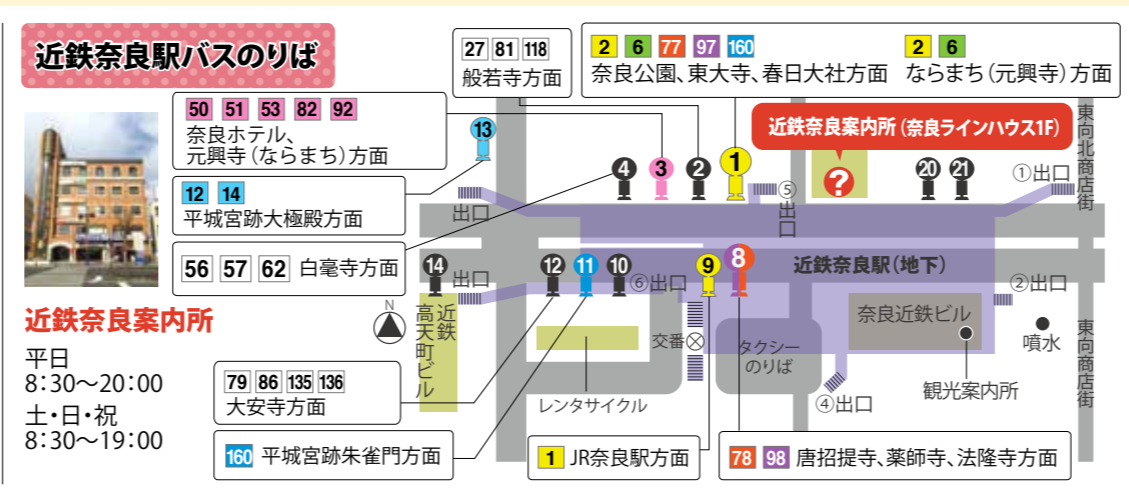 近鉄奈良駅バスのりば
27 81 118
般若寺方面
2 6 77 97 160 2 6
奈良公園、東大寺、春日大社方面 ならまち(元興寺)方面
50 51 53 82 92
奈良ホテル、
元興寺(ならまち)方面
13
近鉄奈良案内所(奈良ラインハウス1F)
東向北商店街
12 14
平城宮跡大極殿方面
4 3 2 1
?
20 21
①出口
出口
⑤出口
56 57 62 白毫寺方面
14
出口
近鉄高天町ビル
12 11 10
⑥出口
9 8
近鉄奈良駅(地下)
②出口
N
近鉄奈良案内所
平日
8:30〜20:00
土・日・祝
8:30〜19:00
交番
タクシー
のりば
奈良近鉄ビル
噴水
東向商店街
レンタサイクル
④出口
観光案内所
79 86 135 136
大安寺方面
160 平城宮跡朱雀門方面
1 JR奈良駅方面
78 98 唐招提寺、薬師寺、法隆寺方面